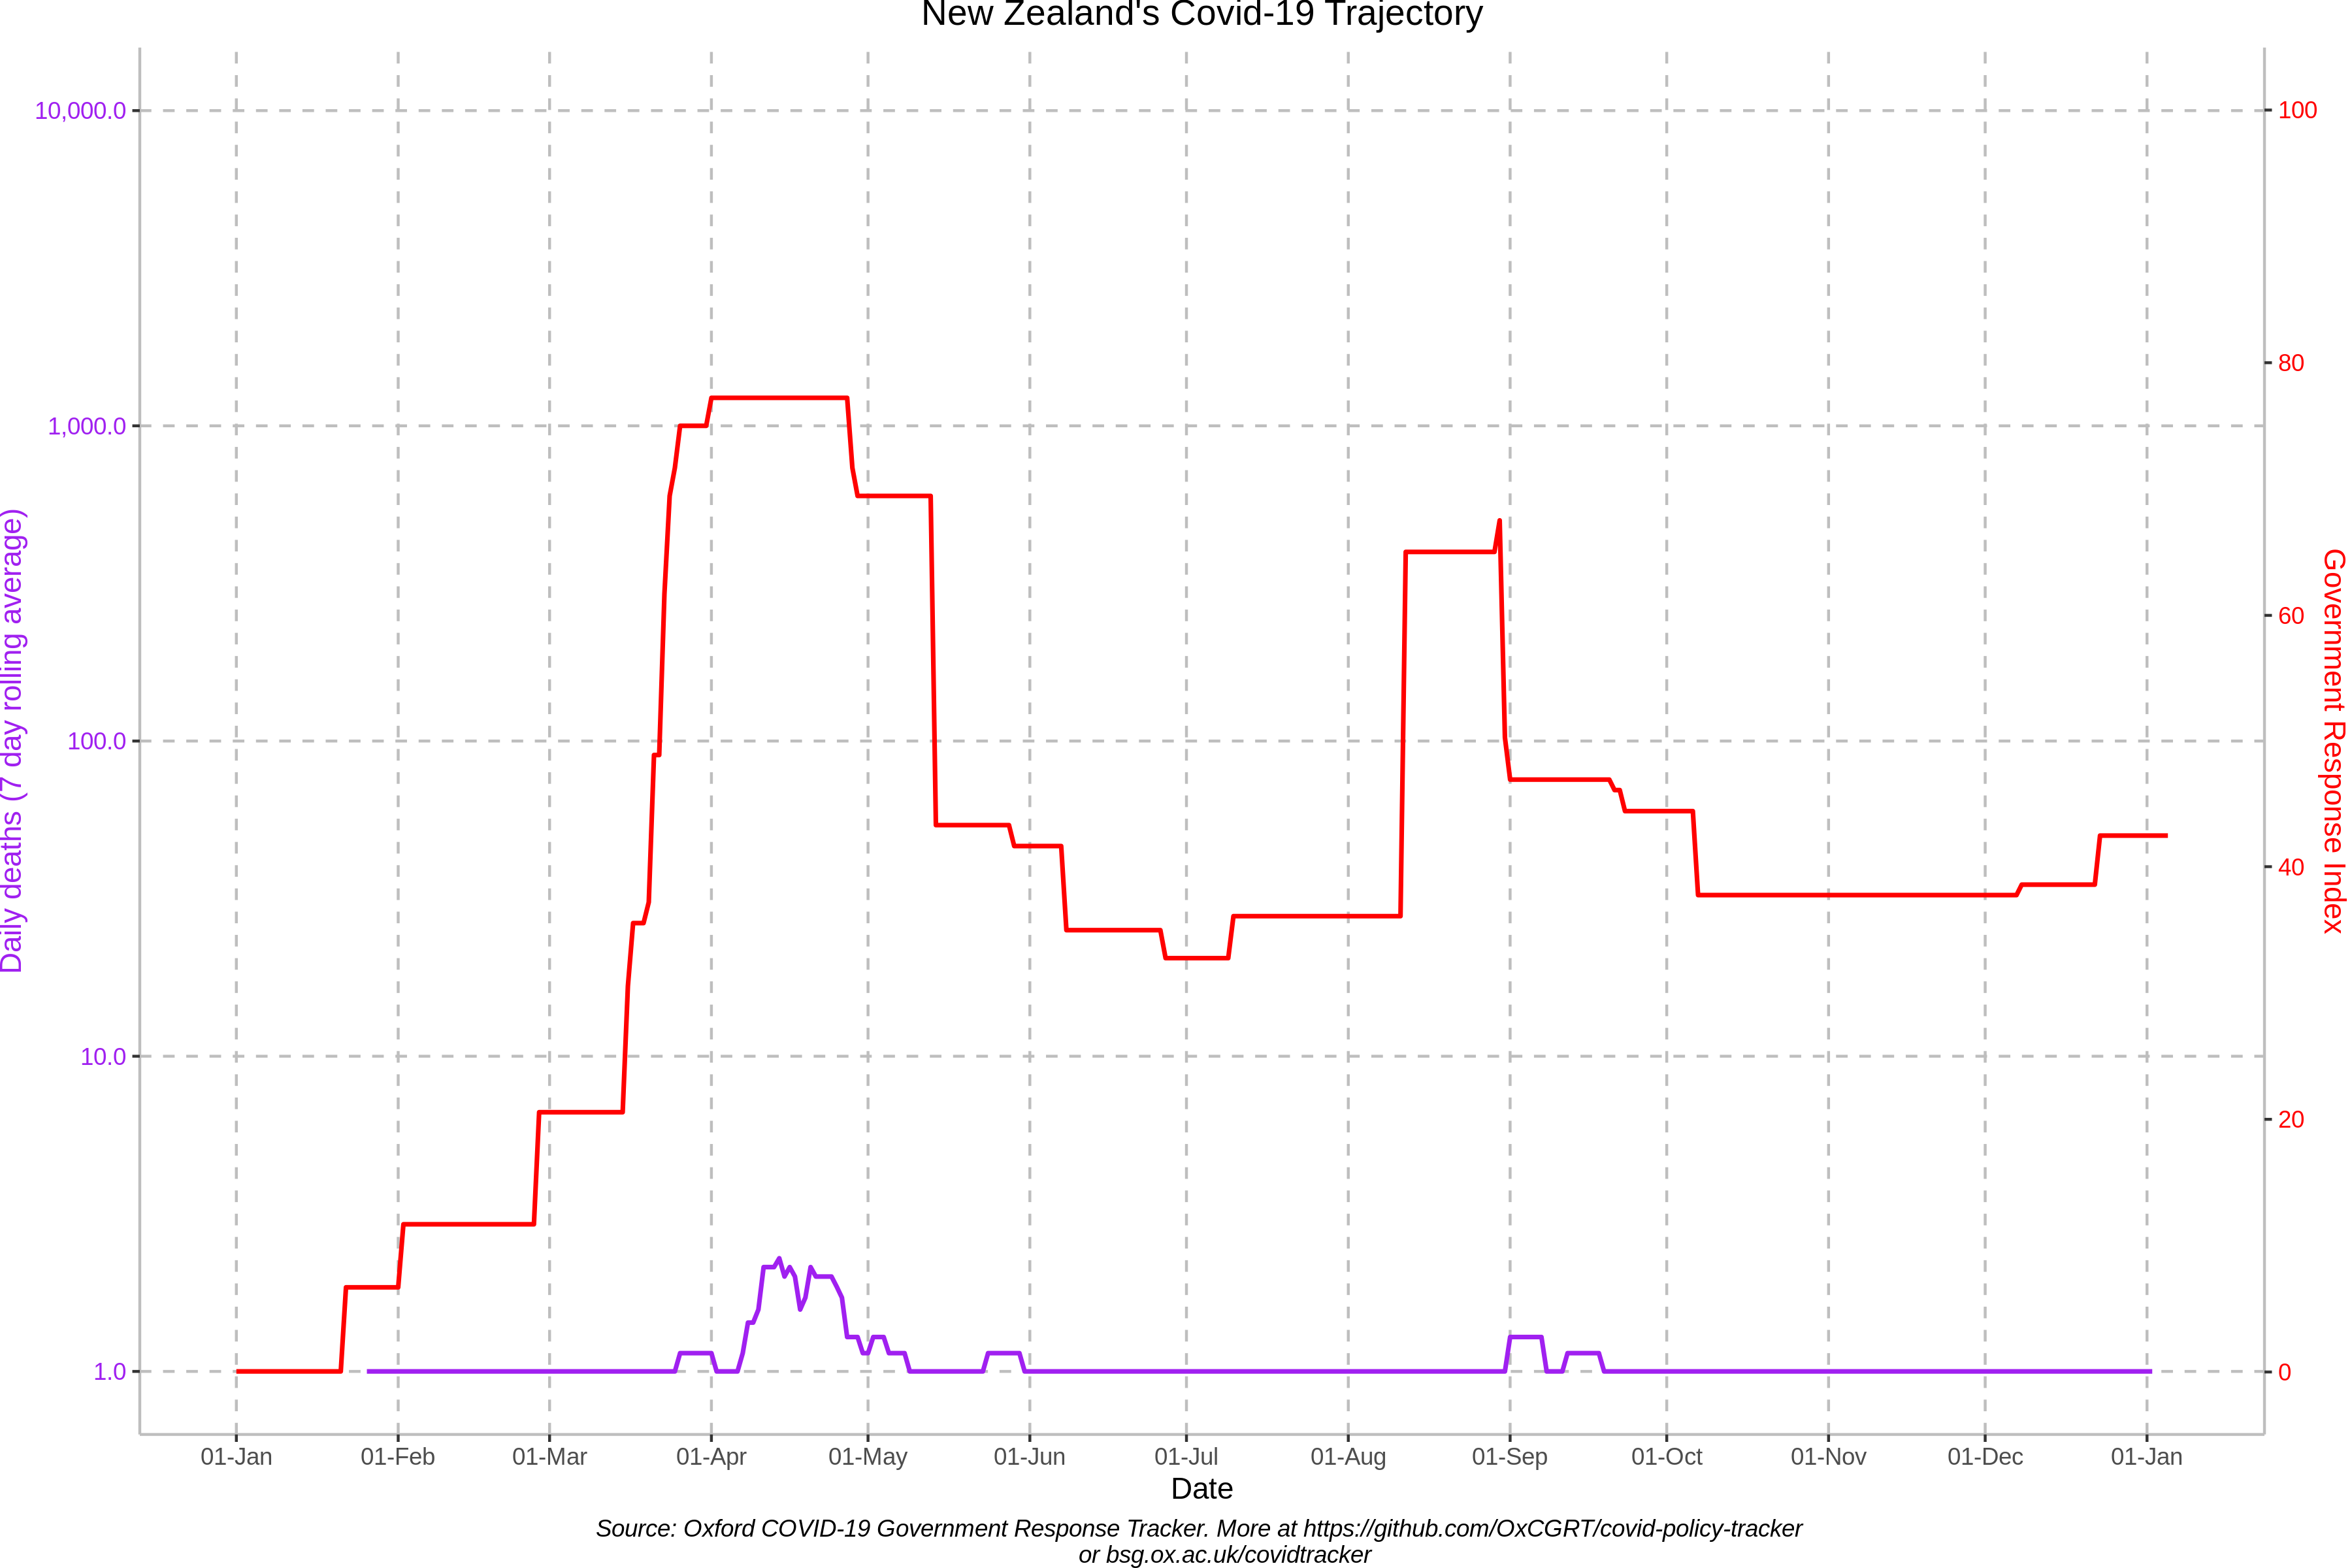 New Zealand's Covid-19 Trajectory
10,000.0
1,000.0
100.0
10.0
1.0
Daily deaths (7 day rolling average)
100
80
60
40
20
0
Government Response Index
01-Jan 01-Feb 01-Mar 01-Apr 01-May 01-Jun 01-Jul 01-Aug 01-Sep 01-Oct 01-Nov 01-Dec 01-Jan
Date
Source: Oxford COVID-19 Government Response Tracker. More at https://github.com/OxCGRT/covid-policy-tracker
or bsg.ox.ac.uk/covidtracker